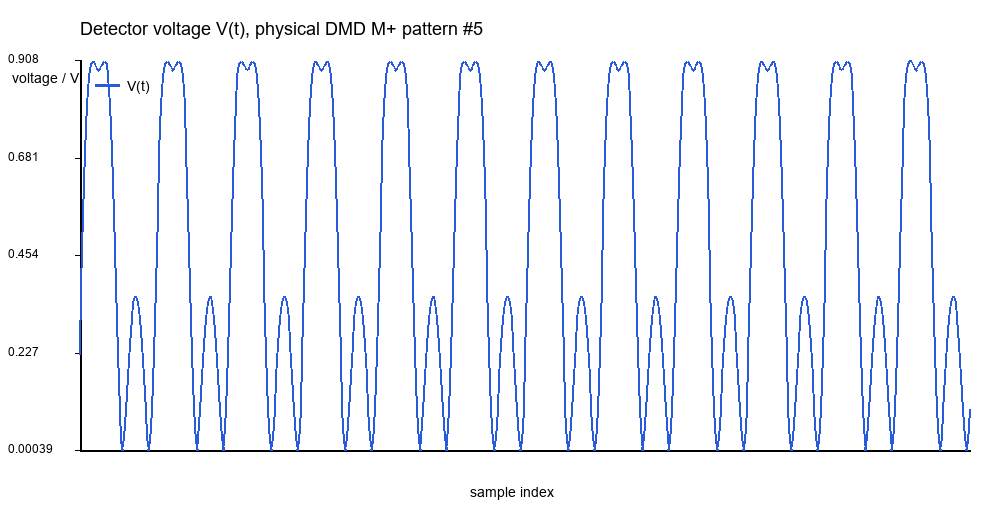 Detector voltage V(t), physical DMD M+ pattern #5
0.908
voltage / V
V(t)
0.681
0.454
0.227
0.00039
sample index